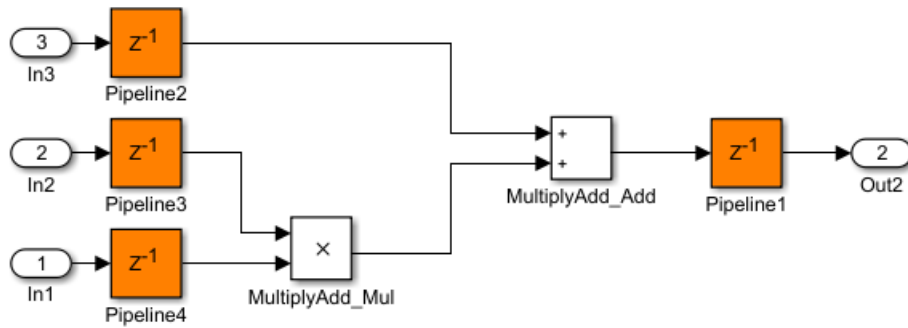 3
In3
Z-1
Pipeline2
2
In2
Z-1
Pipeline3
1
In1
Z-1
Pipeline4
×
MultiplyAdd_Mul
+
+
MultiplyAdd_Add
Z-1
Pipeline1
2
Out2